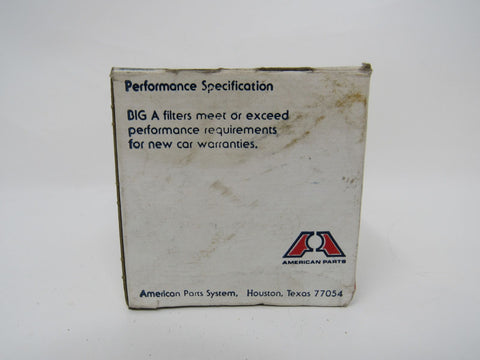 Performance Specification
BIG A filters meet or exceed
performance requirements
for new car warranties.
AMERICAN PARTS
American Parts System, Houston, Texas 77054